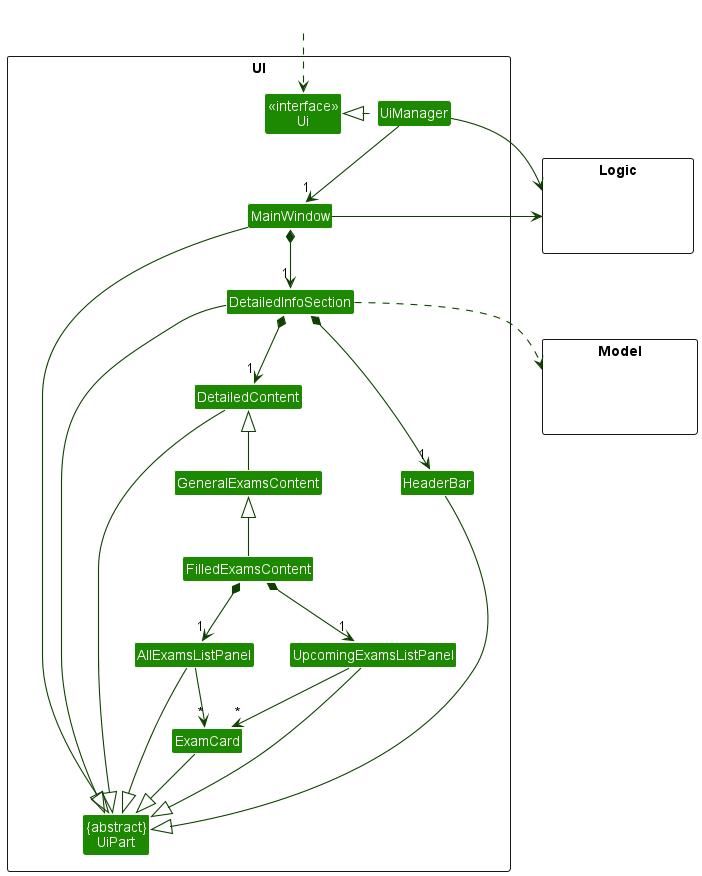 UI
«interface»
Ui
UiManager
Logic
1
MainWindow
1
DetailedInfoSection
Model
1
DetailedContent
1
GeneralExamsContent
HeaderBar
FilledExamsContent
1
1
AllExamsListPanel
UpcomingExamsListPanel
*
*
ExamCard
{abstract}
UiPart